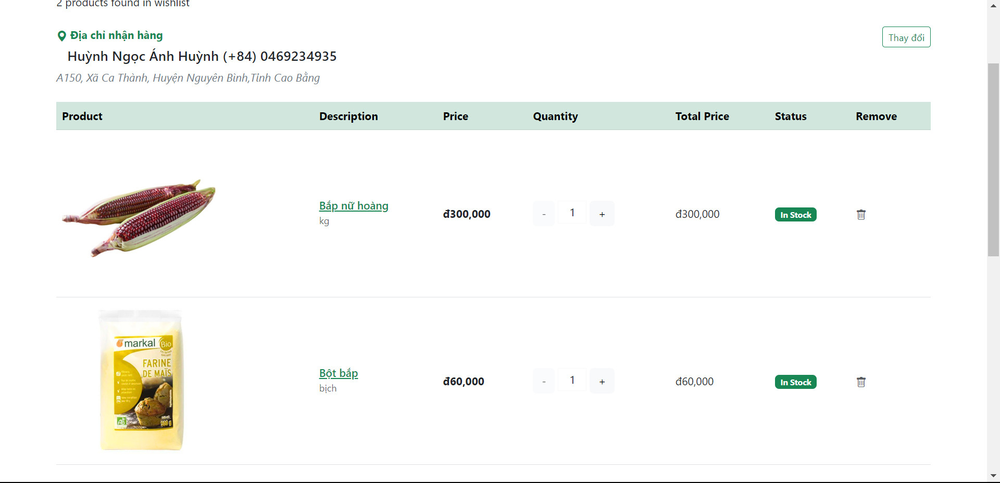 2 products found in wishlist
Địa chỉ nhận hàng
Thay đổi
Huỳnh Ngọc Ánh Huỳnh (+84) 0469234935
A150, Xã Ca Thành, Huyện Nguyên Bình,Tỉnh Cao Bằng
Product Description Price Quantity Total Price Status Remove
Bắp nữ hoàng
kg
đ300,000 - 1 + đ300,000 In Stock
markal Bio
FARINE
DE MAÏS
AB
500 g
Bột bắp
bịch
đ60,000 - 1 + đ60,000 In Stock